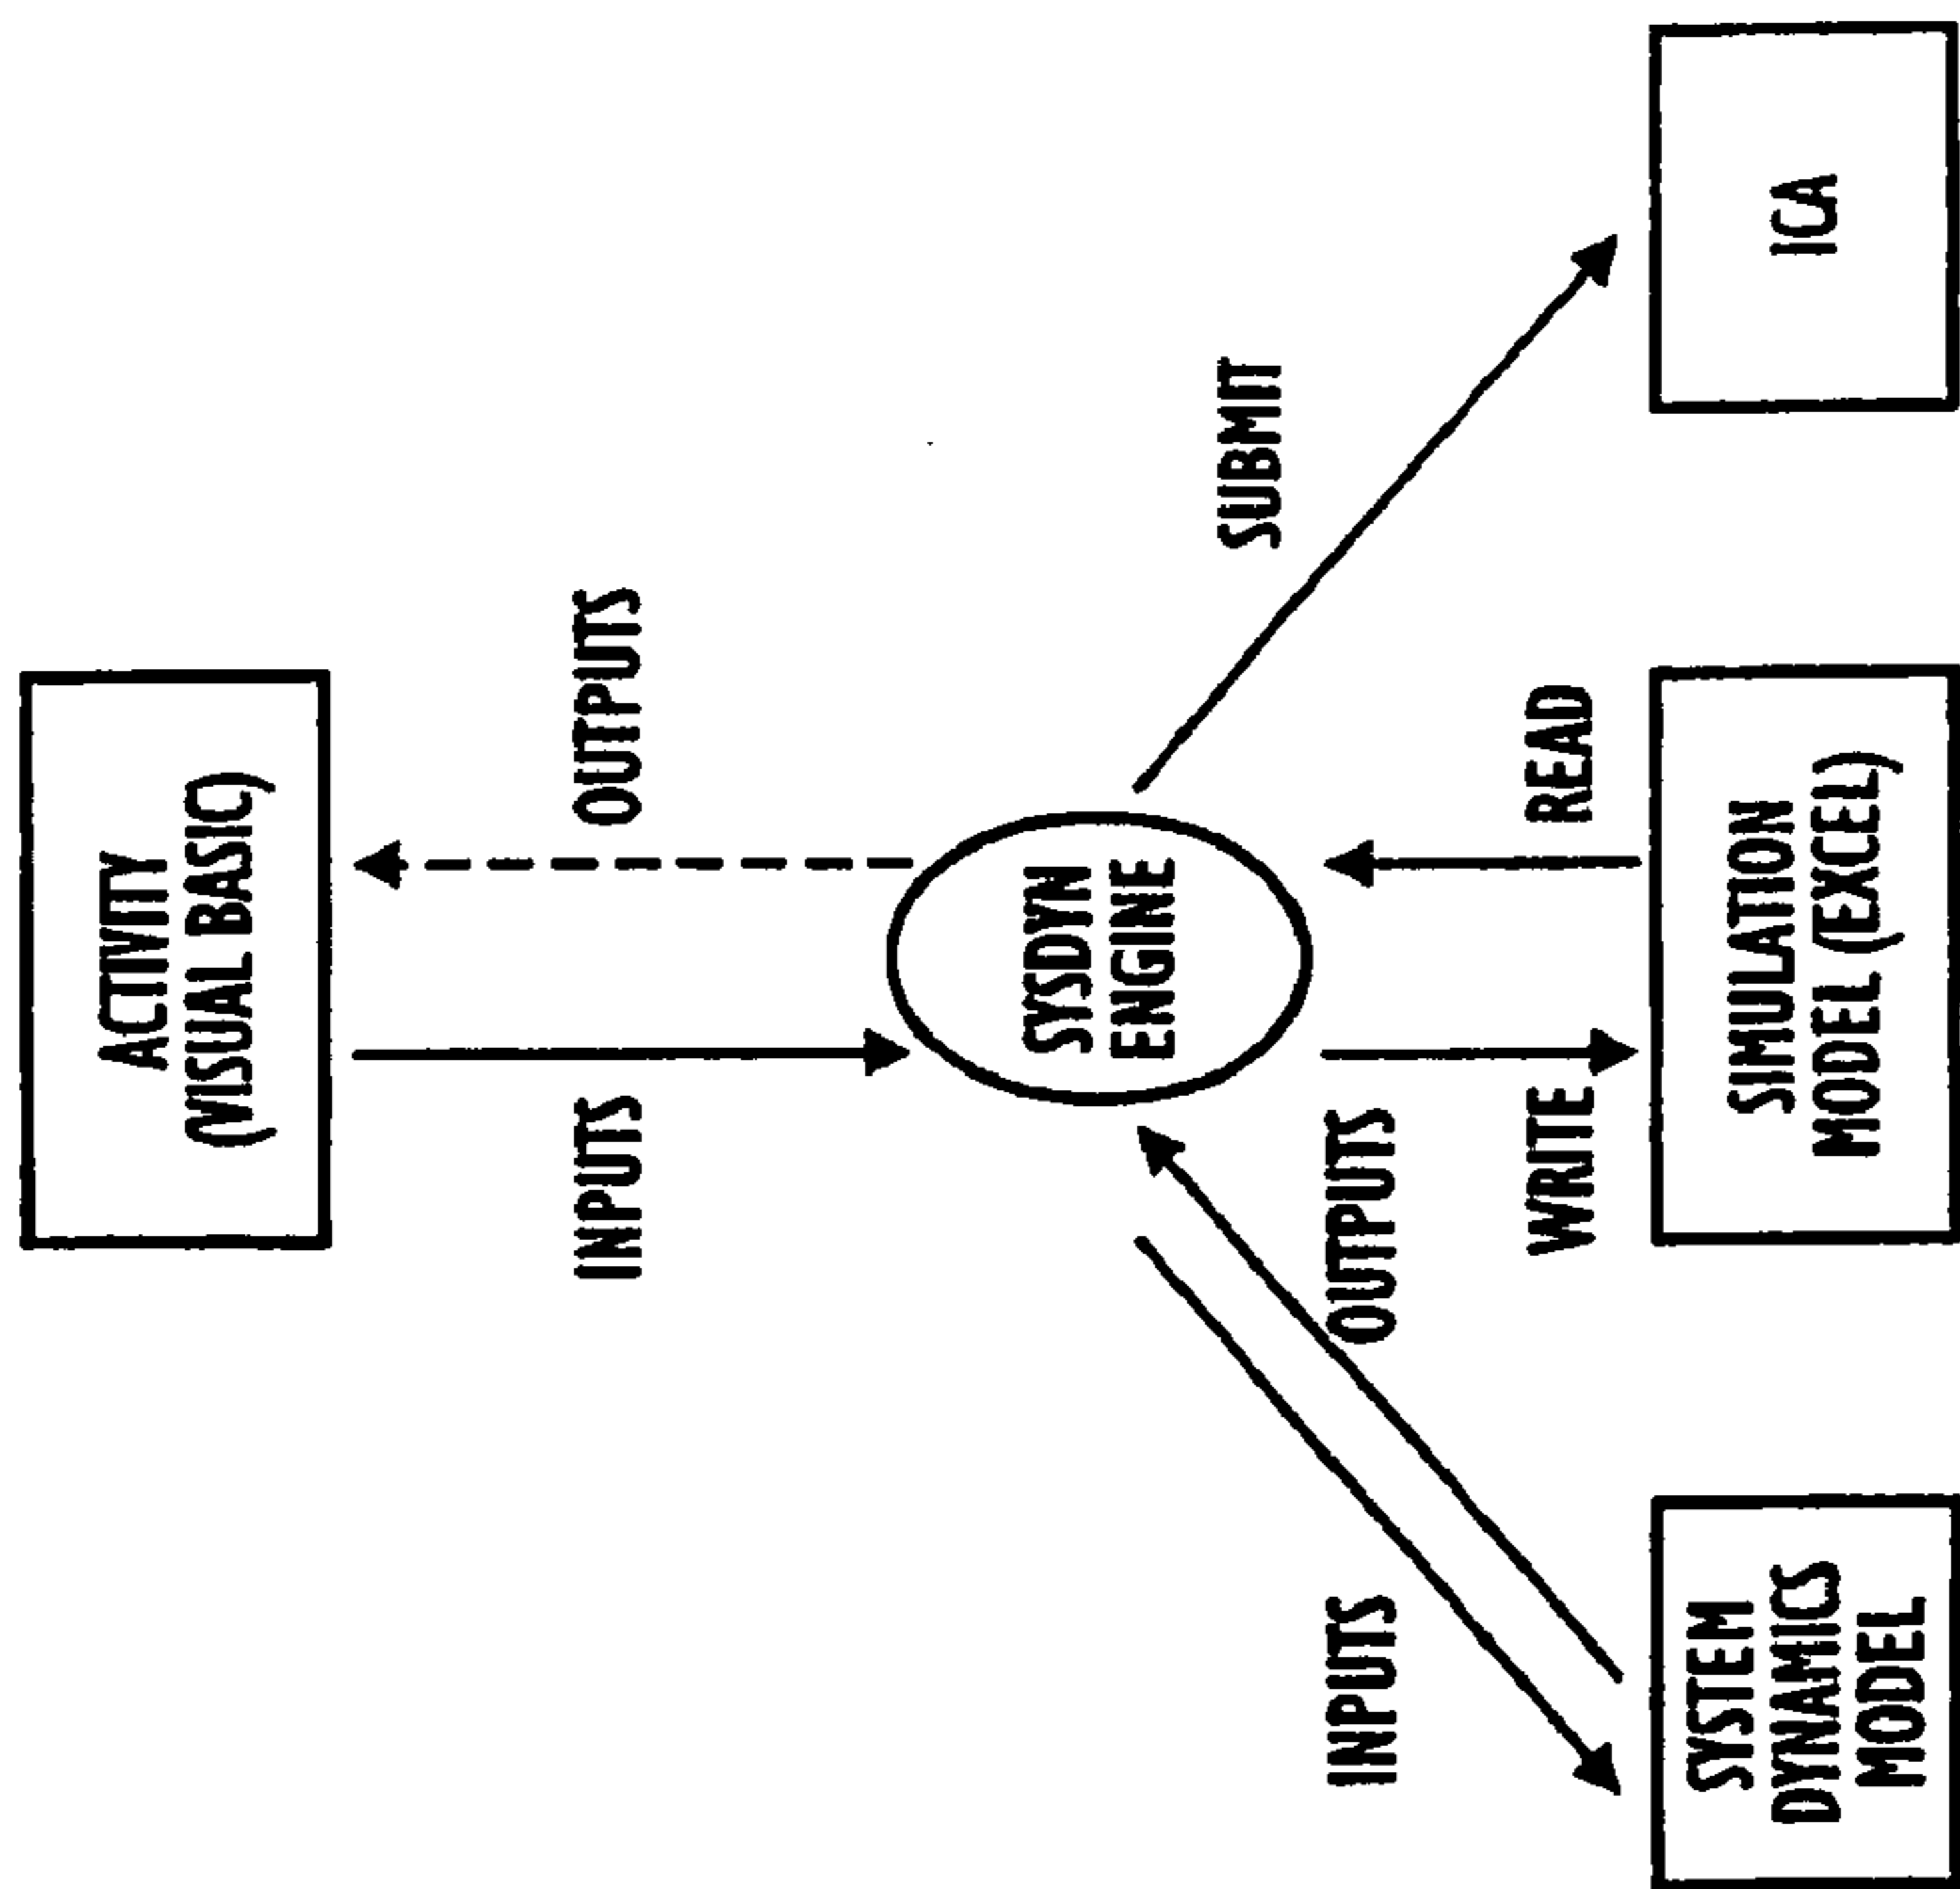 ACTIVITY
(VISUAL BASIC)
INPUTS
OUTPUTS
SYSDYN
ENGINE
SUBMIT
INPUTS
OUTPUTS
WRITE
READ
SYSTEM
DYNAMICS
MODEL
SIMULATION
MODEL (EXCEL)
ICA